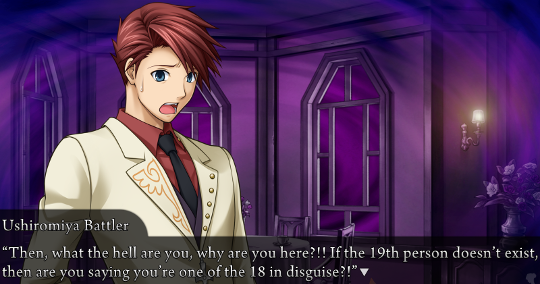 Ushiromiya Battler
“Then, what the hell are you, why are you here?!! If the 19th person doesn’t exist,
then are you saying you’re one of the 18 in disguise?!”▼